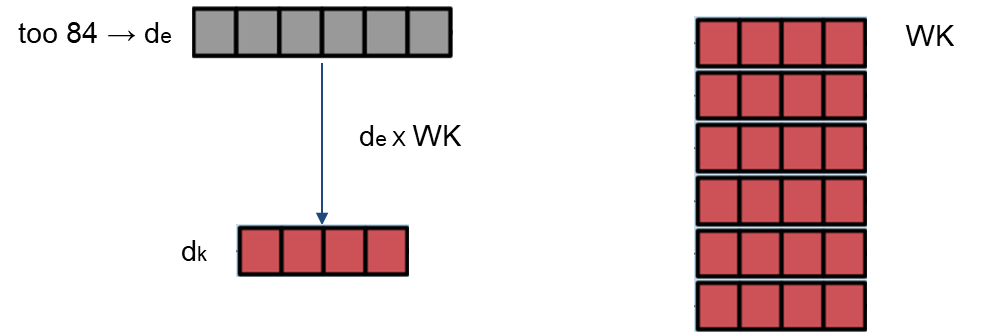 too 84 → de
WK
de x WK
dk